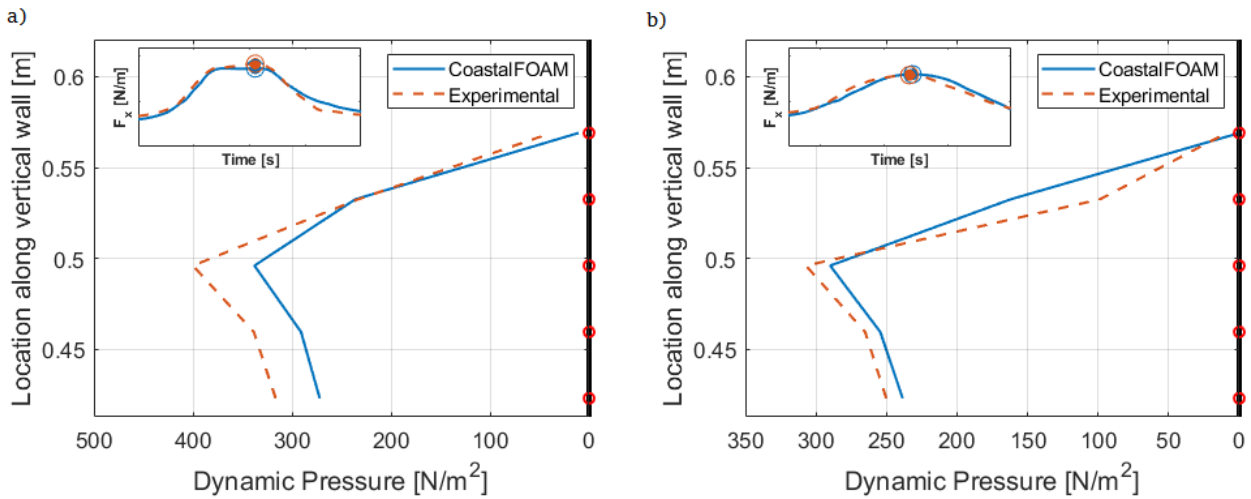 a)
Location along vertical wall [m]
0.6
0.55
0.5
0.45
F_x [N/m]
Time [s]
CoastalFOAM
Experimental
500 400 300 200 100 0
Dynamic Pressure [N/m²]
b)
Location along vertical wall [m]
0.6
0.55
0.5
0.45
F_x [N/m]
Time [s]
CoastalFOAM
Experimental
350 300 250 200 150 100 50 0
Dynamic Pressure [N/m²]